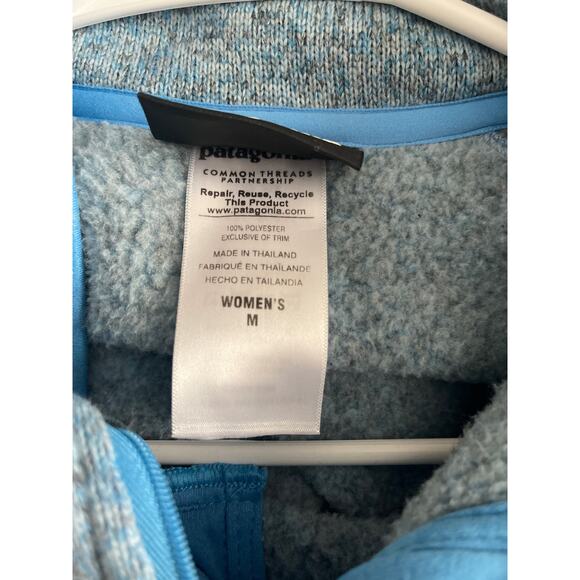 patagonia
COMMON THREADS
PARTNERSHIP
Repair, Reuse, Recycle
This Product
www.patagonia.com
100% POLYESTER
EXCLUSIVE OF TRIM
MADE IN THAILAND
FABRIQUÉ EN THAÏLANDE
HECHO EN TAILANDIA
WOMEN'S
M